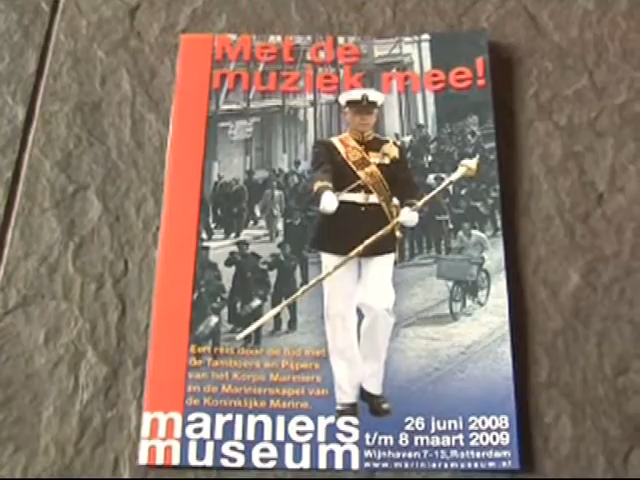 Met de
muziek mee!
Een reis door de tijd met
de Tamboers en Pijpers
van het Korps Mariniers
en de Marinierskapel van
de Koninklijke Marine.
mariniers
museum
26 juni 2008
t/m 8 maart 2009
Wijnhaven 7-13, Rotterdam
www.mariniersmuseum.nl